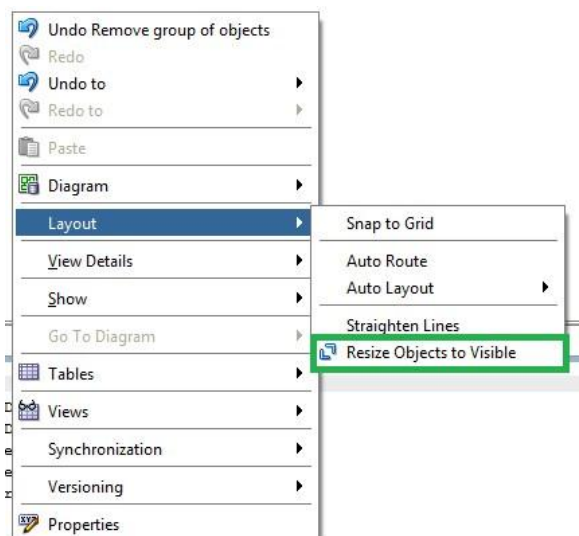 Undo Remove group of objects
Redo
Undo to
Redo to
Paste
Diagram
Layout
View Details
Show
Go To Diagram
Tables
Views
Synchronization
Versioning
Properties
Snap to Grid
Auto Route
Auto Layout
Straighten Lines
Resize Objects to Visible